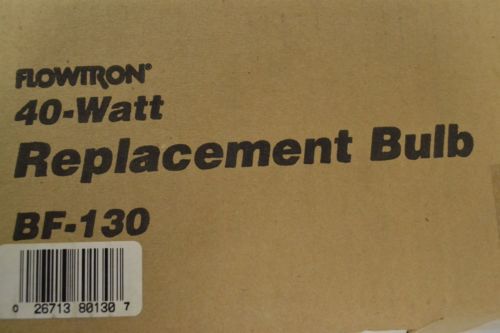 FLOWTRON®
40-Watt
Replacement Bulb
BF-130
0 26713 80130 7